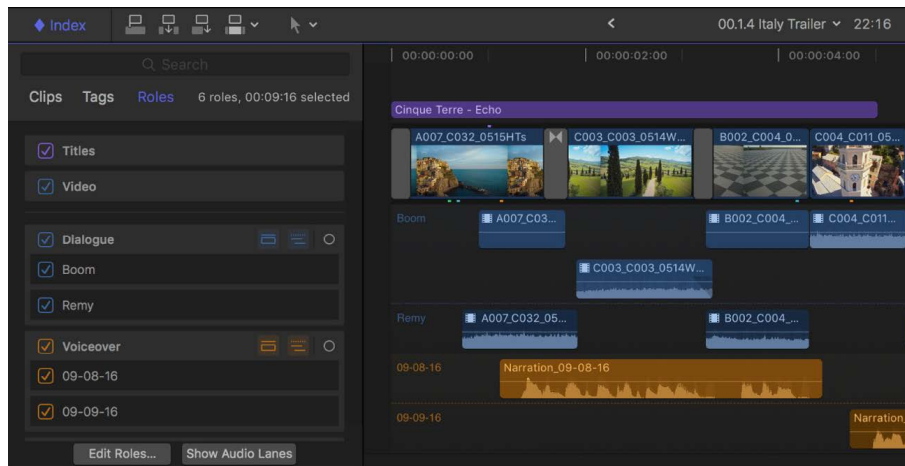 Index
00.1.4 Italy Trailer 22:16
Search
Clips Tags Roles 6 roles, 00:09:16 selected
Titles
Video
Dialogue
Boom
Remy
Voiceover
09-08-16
09-09-16
Edit Roles... Show Audio Lanes
00:00:00:00 00:00:02:00 00:00:04:00
Cinque Terre - Echo
A007_C032_0515HTs C003_C003_0514W... B002_C004_0... C004_C011_05...
Boom A007_C03... B002_C004_... C004_C011...
C003_C003_0514W...
Remy A007_C032_05... B002_C004_...
09-08-16 Narration_09-08-16
09-09-16 Narration_